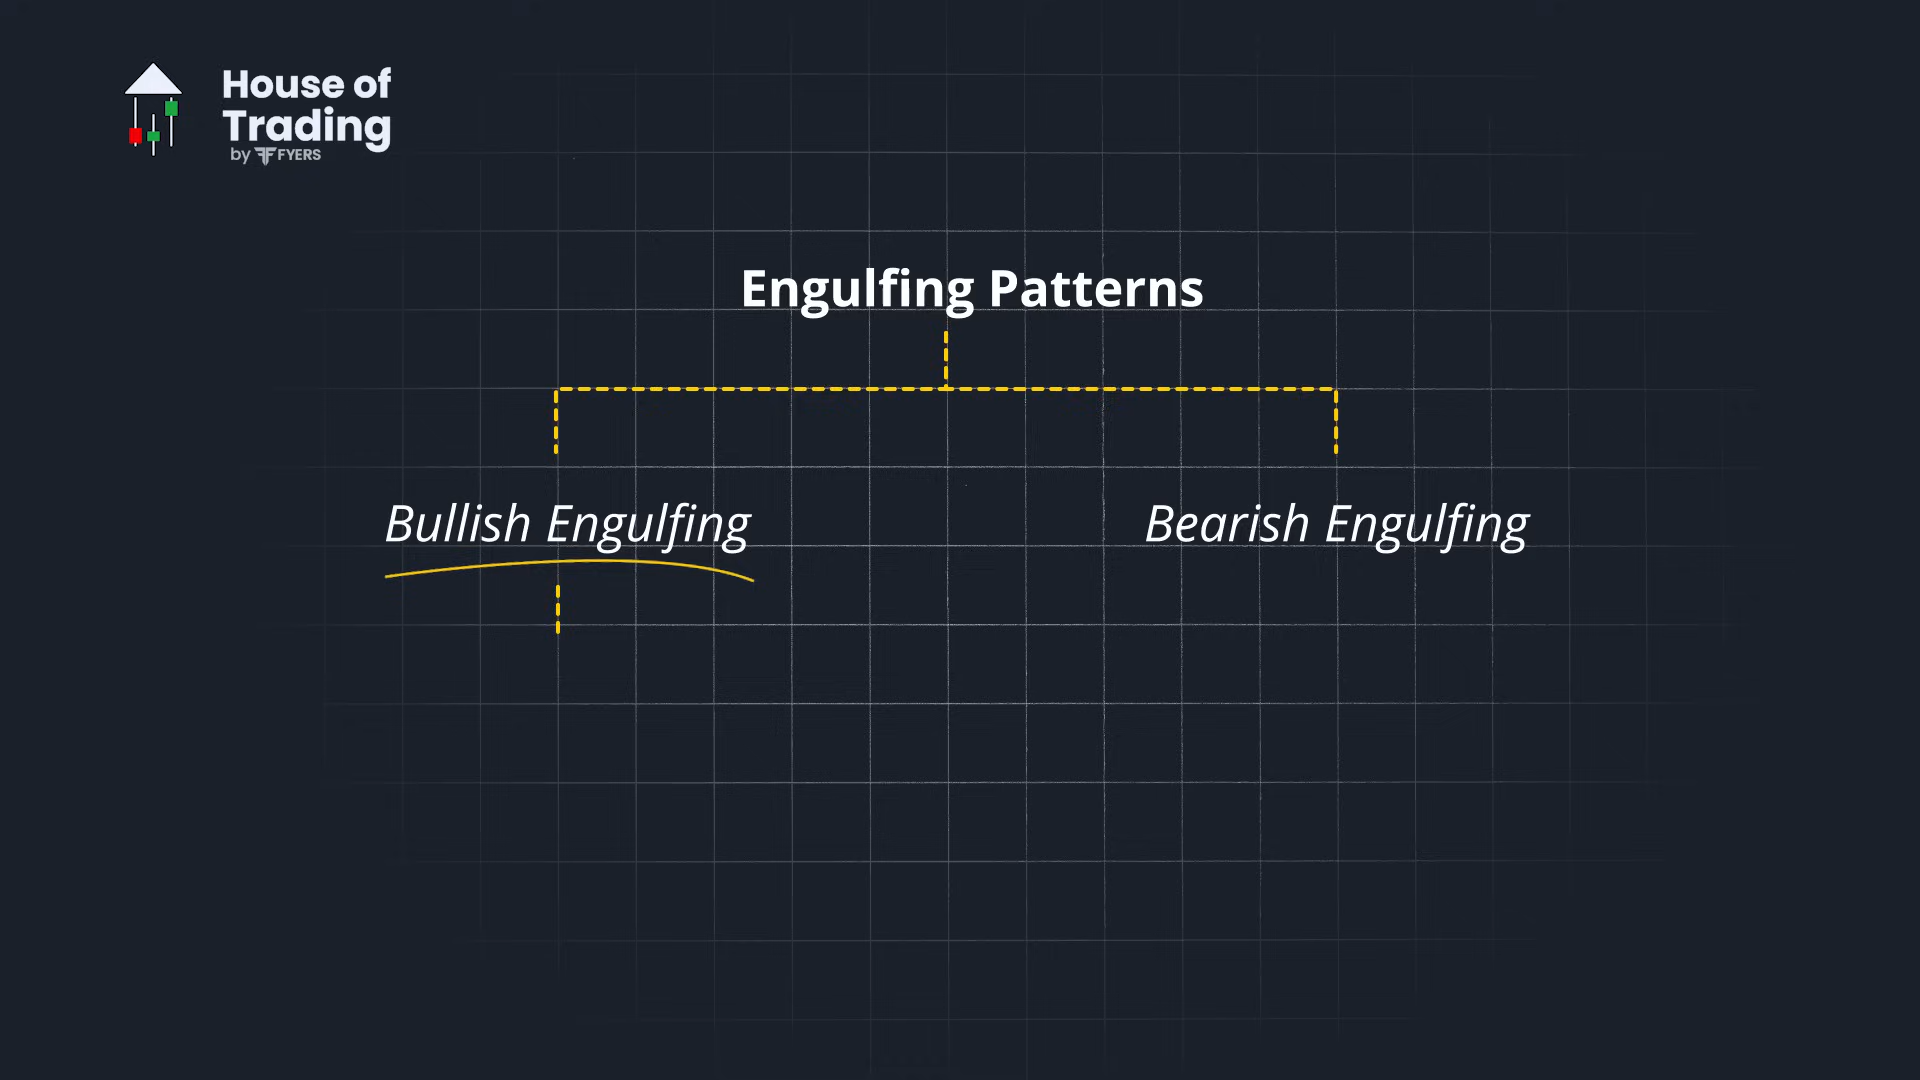 House of
Trading
by FYERS
Engulfing Patterns
Bullish Engulfing
Bearish Engulfing